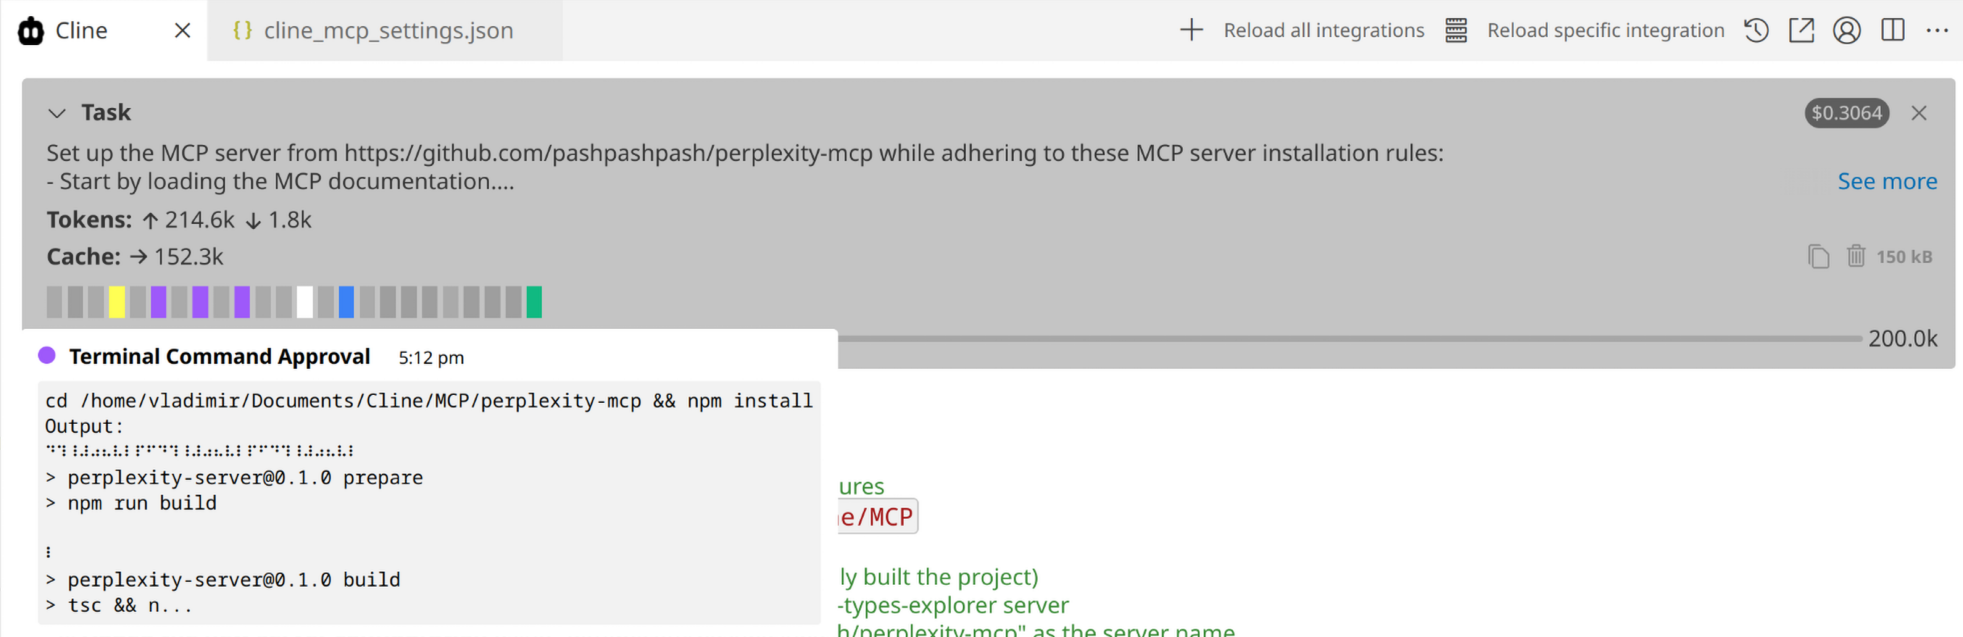 Cline
{} cline_mcp_settings.json
Reload all integrations
Reload specific integration
Task
$0.3064
Set up the MCP server from https://github.com/pashpashpash/perplexity-mcp while adhering to these MCP server installation rules:
- Start by loading the MCP documentation....
See more
Tokens: ↑ 214.6k ↓ 1.8k
Cache: → 152.3k
150 kB
200.0k
Terminal Command Approval 5:12 pm
cd /home/vladimir/Documents/Cline/MCP/perplexity-mcp && npm install
Output:
> perplexity-server@0.1.0 prepare
> npm run build
> perplexity-server@0.1.0 build
> tsc && n...
ures
e/MCP
ly built the project)
-types-explorer server
h/perplexity-mcp" as the server name